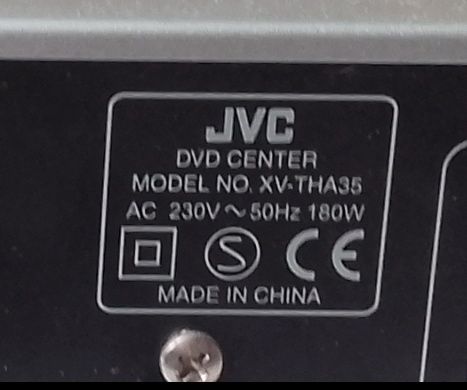 JVC
DVD CENTER
MODEL NO. XV-THA35
AC 230V ~ 50Hz 180W
S CE
MADE IN CHINA